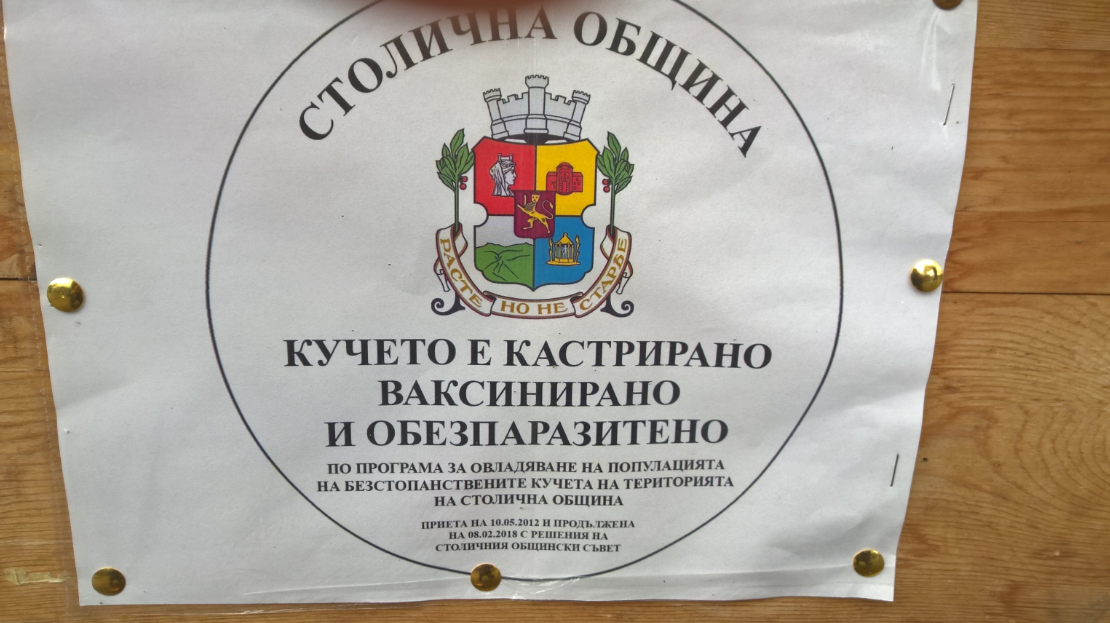 СТОЛИЧНА ОБЩИНА
РАСТЕ НО НЕ СТАРѢЕ
КУЧЕТО Е КАСТРИРАНО
ВАКСИНИРАНО
И ОБЕЗПАРАЗИТЕНО
ПО ПРОГРАМА ЗА ОВЛАДЯВАНЕ НА ПОПУЛАЦИЯТА
НА БЕЗСТОПАНСТВЕНИТЕ КУЧЕТА НА ТЕРИТОРИЯТА
НА СТОЛИЧНА ОБЩИНА
ПРИЕТА НА 10.05.2012 И ПРОДЪЛЖЕНА
НА 08.02.2018 С РЕШЕНИЯ НА
СТОЛИЧНИЯ ОБЩИНСКИ СЪВЕТ